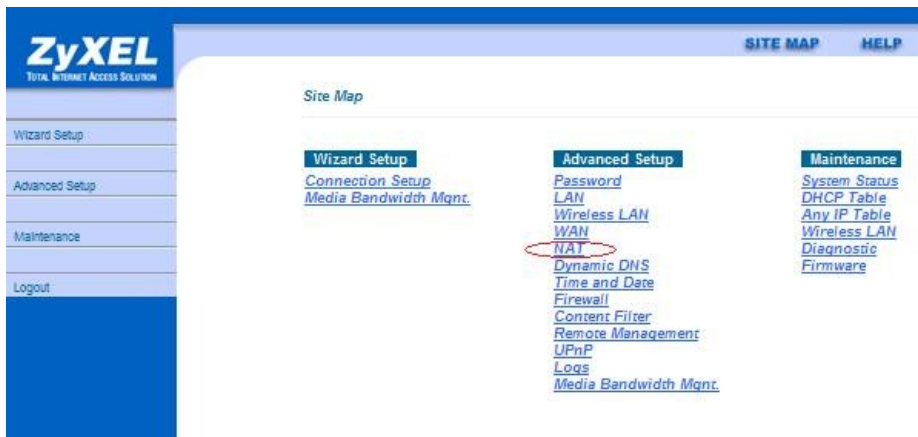 ZyXEL
TOTAL INTERNET ACCESS SOLUTION
SITE MAP HELP
Site Map
Wizard Setup
Advanced Setup
Maintenance
Logout
Wizard Setup
Connection Setup
Media Bandwidth Mgnt.
Advanced Setup
Password
LAN
Wireless LAN
WAN
NAT
Dynamic DNS
Time and Date
Firewall
Content Filter
Remote Management
UPnP
Logs
Media Bandwidth Mgnt.
Maintenance
System Status
DHCP Table
Any IP Table
Wireless LAN
Diagnostic
Firmware